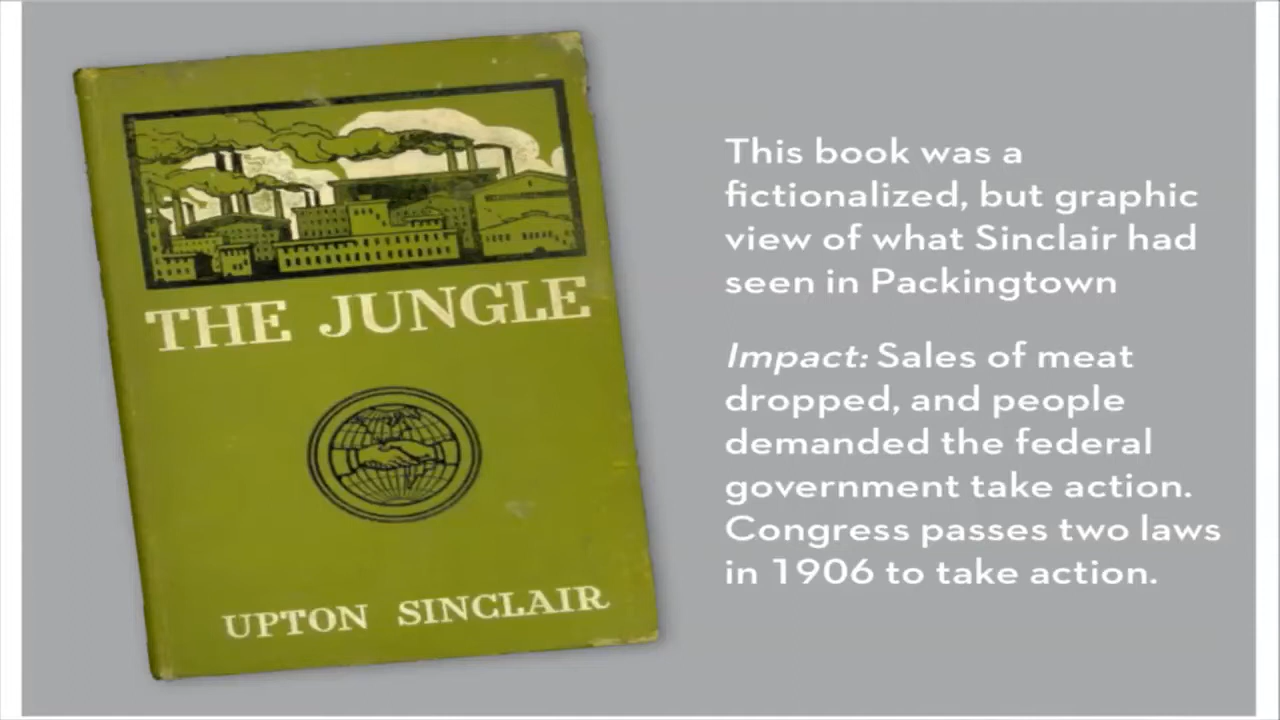 THE JUNGLE
UPTON SINCLAIR
This book was a
fictionalized, but graphic
view of what Sinclair had
seen in Packingtown
Impact: Sales of meat
dropped, and people
demanded the federal
government take action.
Congress passes two laws
in 1906 to take action.